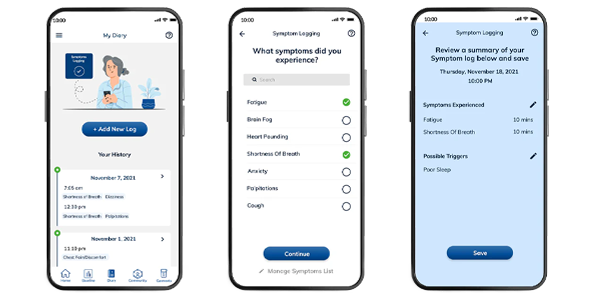 10:00
My Diary
Symptom
Logging
+ Add New Log
Your History
November 7, 2021
7:05 am
Shortness of Breath Dizziness
12:30 pm
Shortness of Breath Palpitations
November 1, 2021
11:10 pm
Chest Pain/Discomfort
Home
Baseline
Diary
Community
10:00
Symptom Logging
What symptoms did you
experience?
Search
Fatigue
Brain Fog
Heart Pounding
Shortness Of Breath
Anxiety
Palpitations
Cough
Continue
Manage Symptoms List
10:00
Symptom Logging
Review a summary of your
Symptom log below and save
Thursday, November 18, 2021
10:00 PM
Symptoms Experienced
Fatigue 10 mins
Shortness Of Breath 10 mins
Possible Triggers
Poor Sleep
Save